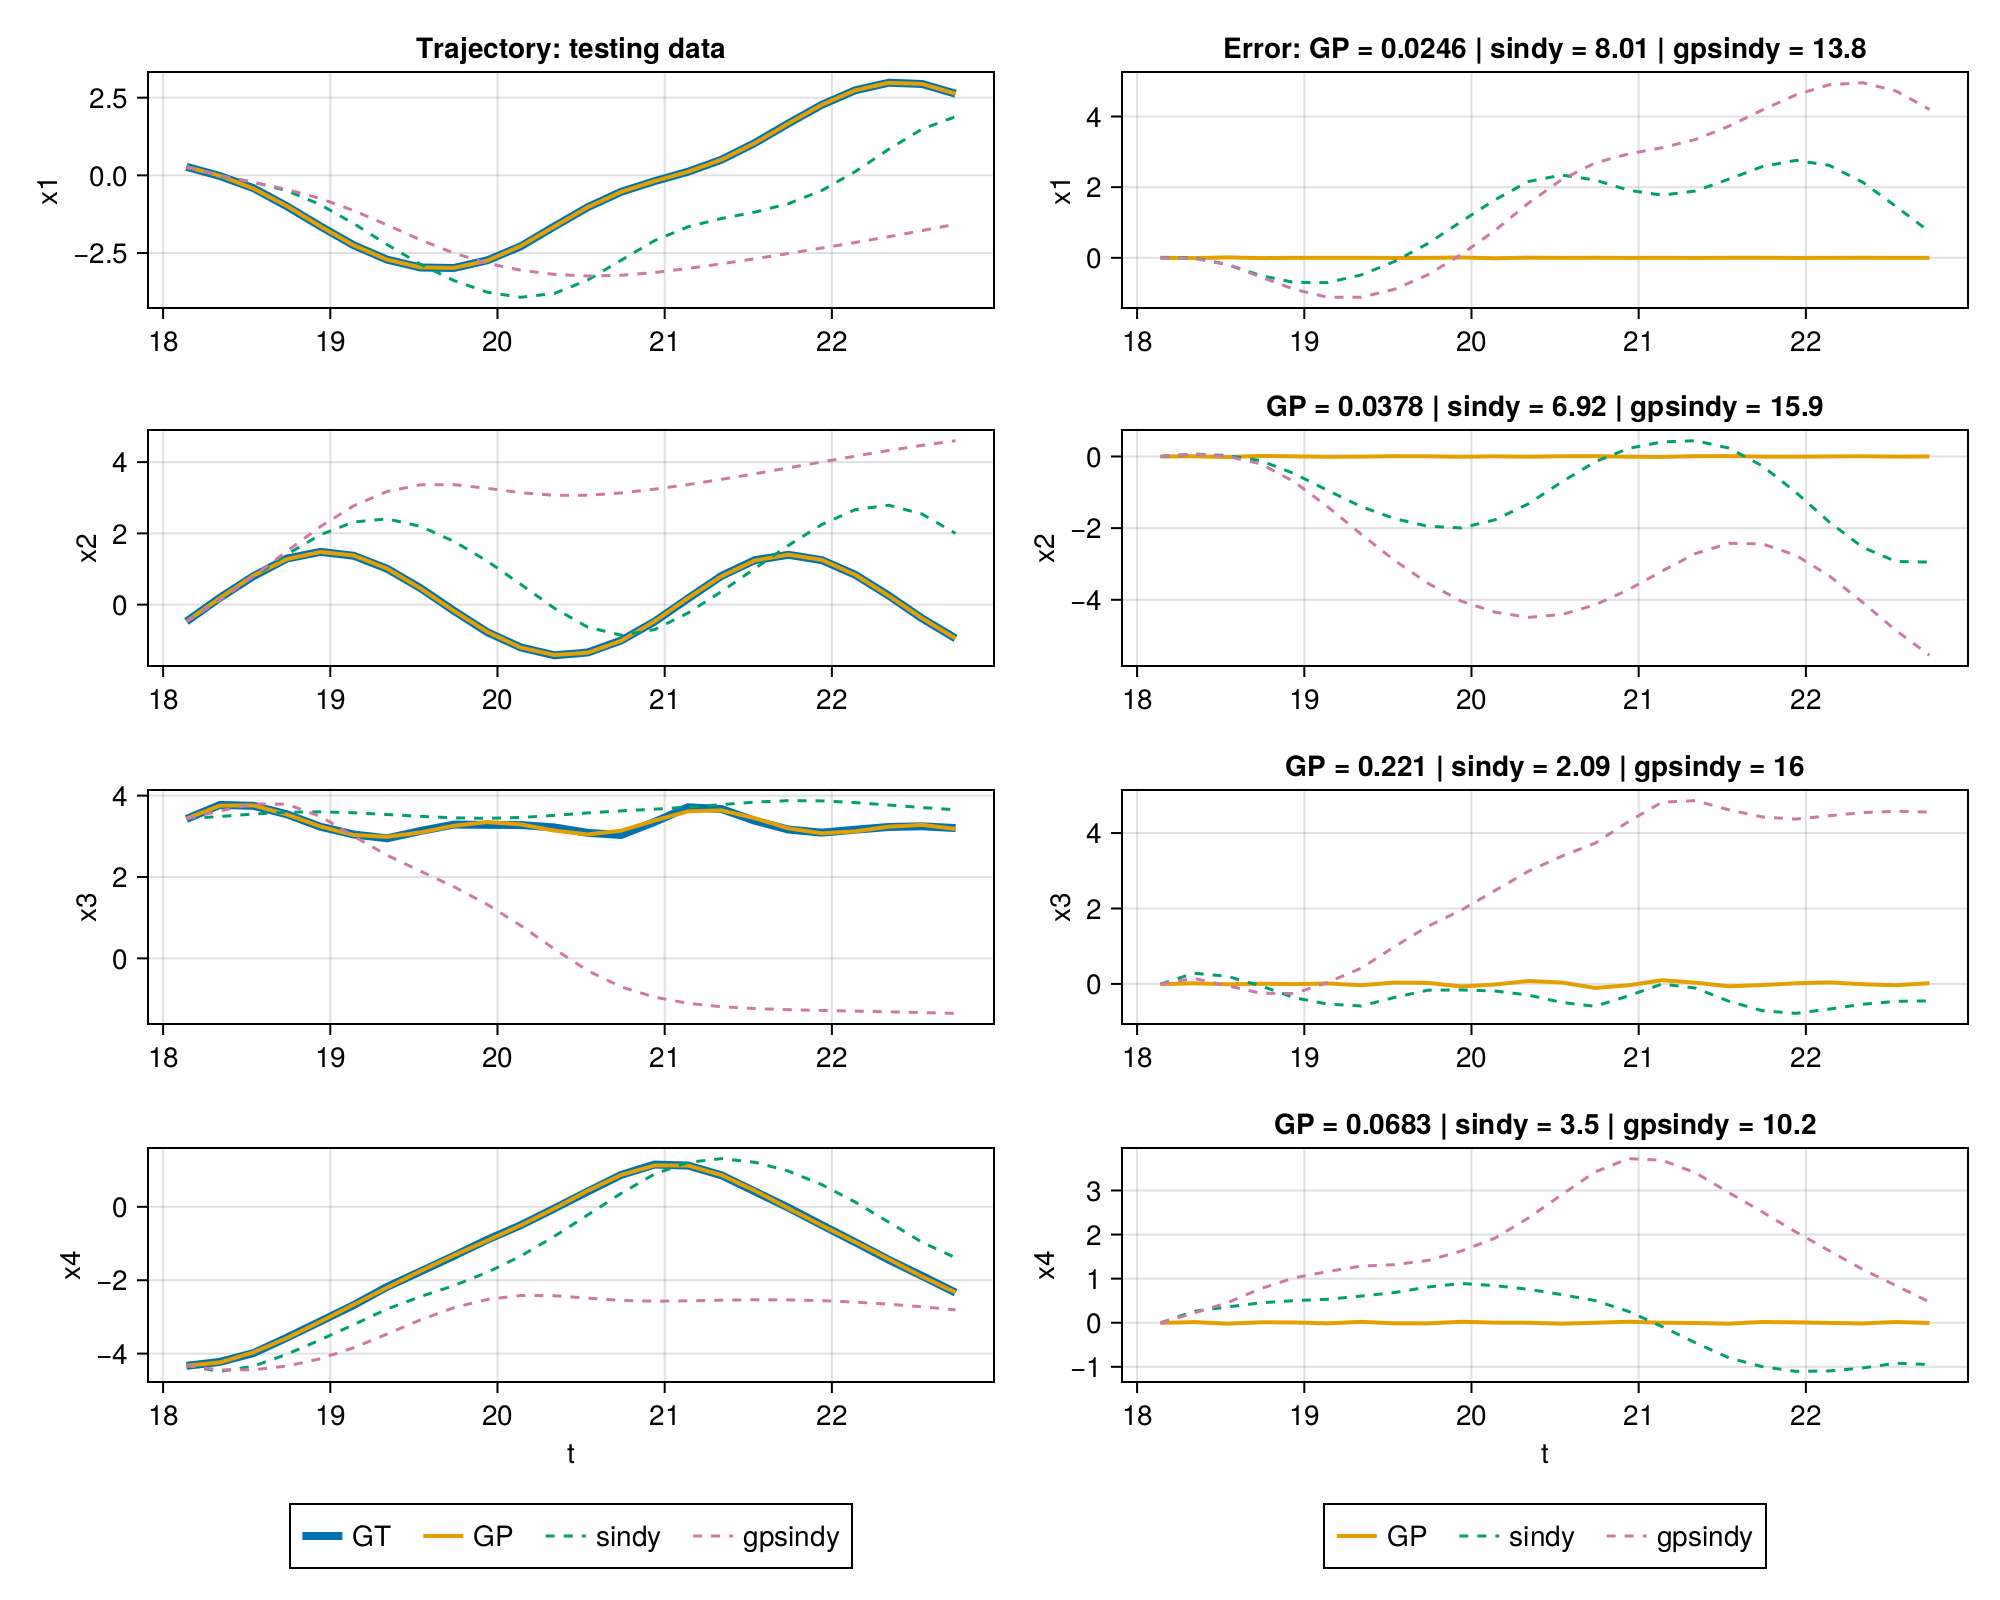 Trajectory: testing data
x1
2.5
0.0
−2.5
18 19 20 21 22
Error: GP = 0.0246 | sindy = 8.01 | gpsindy = 13.8
x1
4
2
0
18 19 20 21 22
x2
4
2
0
18 19 20 21 22
GP = 0.0378 | sindy = 6.92 | gpsindy = 15.9
x2
0
−2
−4
18 19 20 21 22
x3
4
2
0
18 19 20 21 22
GP = 0.221 | sindy = 2.09 | gpsindy = 16
x3
4
2
0
18 19 20 21 22
x4
0
−2
−4
18 19 20 21 22
t
GP = 0.0683 | sindy = 3.5 | gpsindy = 10.2
x4
3
2
1
0
−1
18 19 20 21 22
t
GT GP sindy gpsindy
GP sindy gpsindy